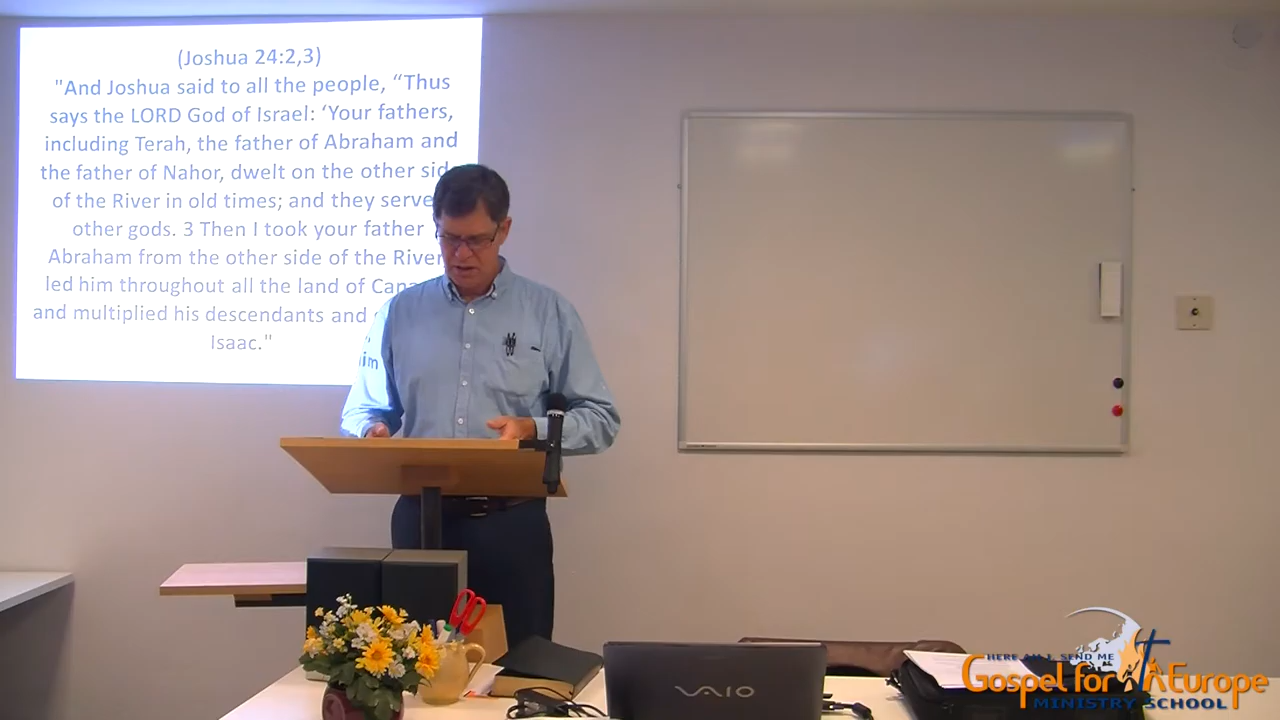 (Joshua 24:2,3)
"And Joshua said to all the people, “Thus
says the LORD God of Israel: ‘Your fathers,
including Terah, the father of Abraham and
the father of Nahor, dwelt on the other
of the River in old times; and they
other gods. 3 Then I took your father
Abraham from the other side of the River
led him throughout all the land of
and multiplied his descendants and
Isaac."
VAIO
HERE AM I, SEND ME
Gospel for Europe
MINISTRY SCHOOL